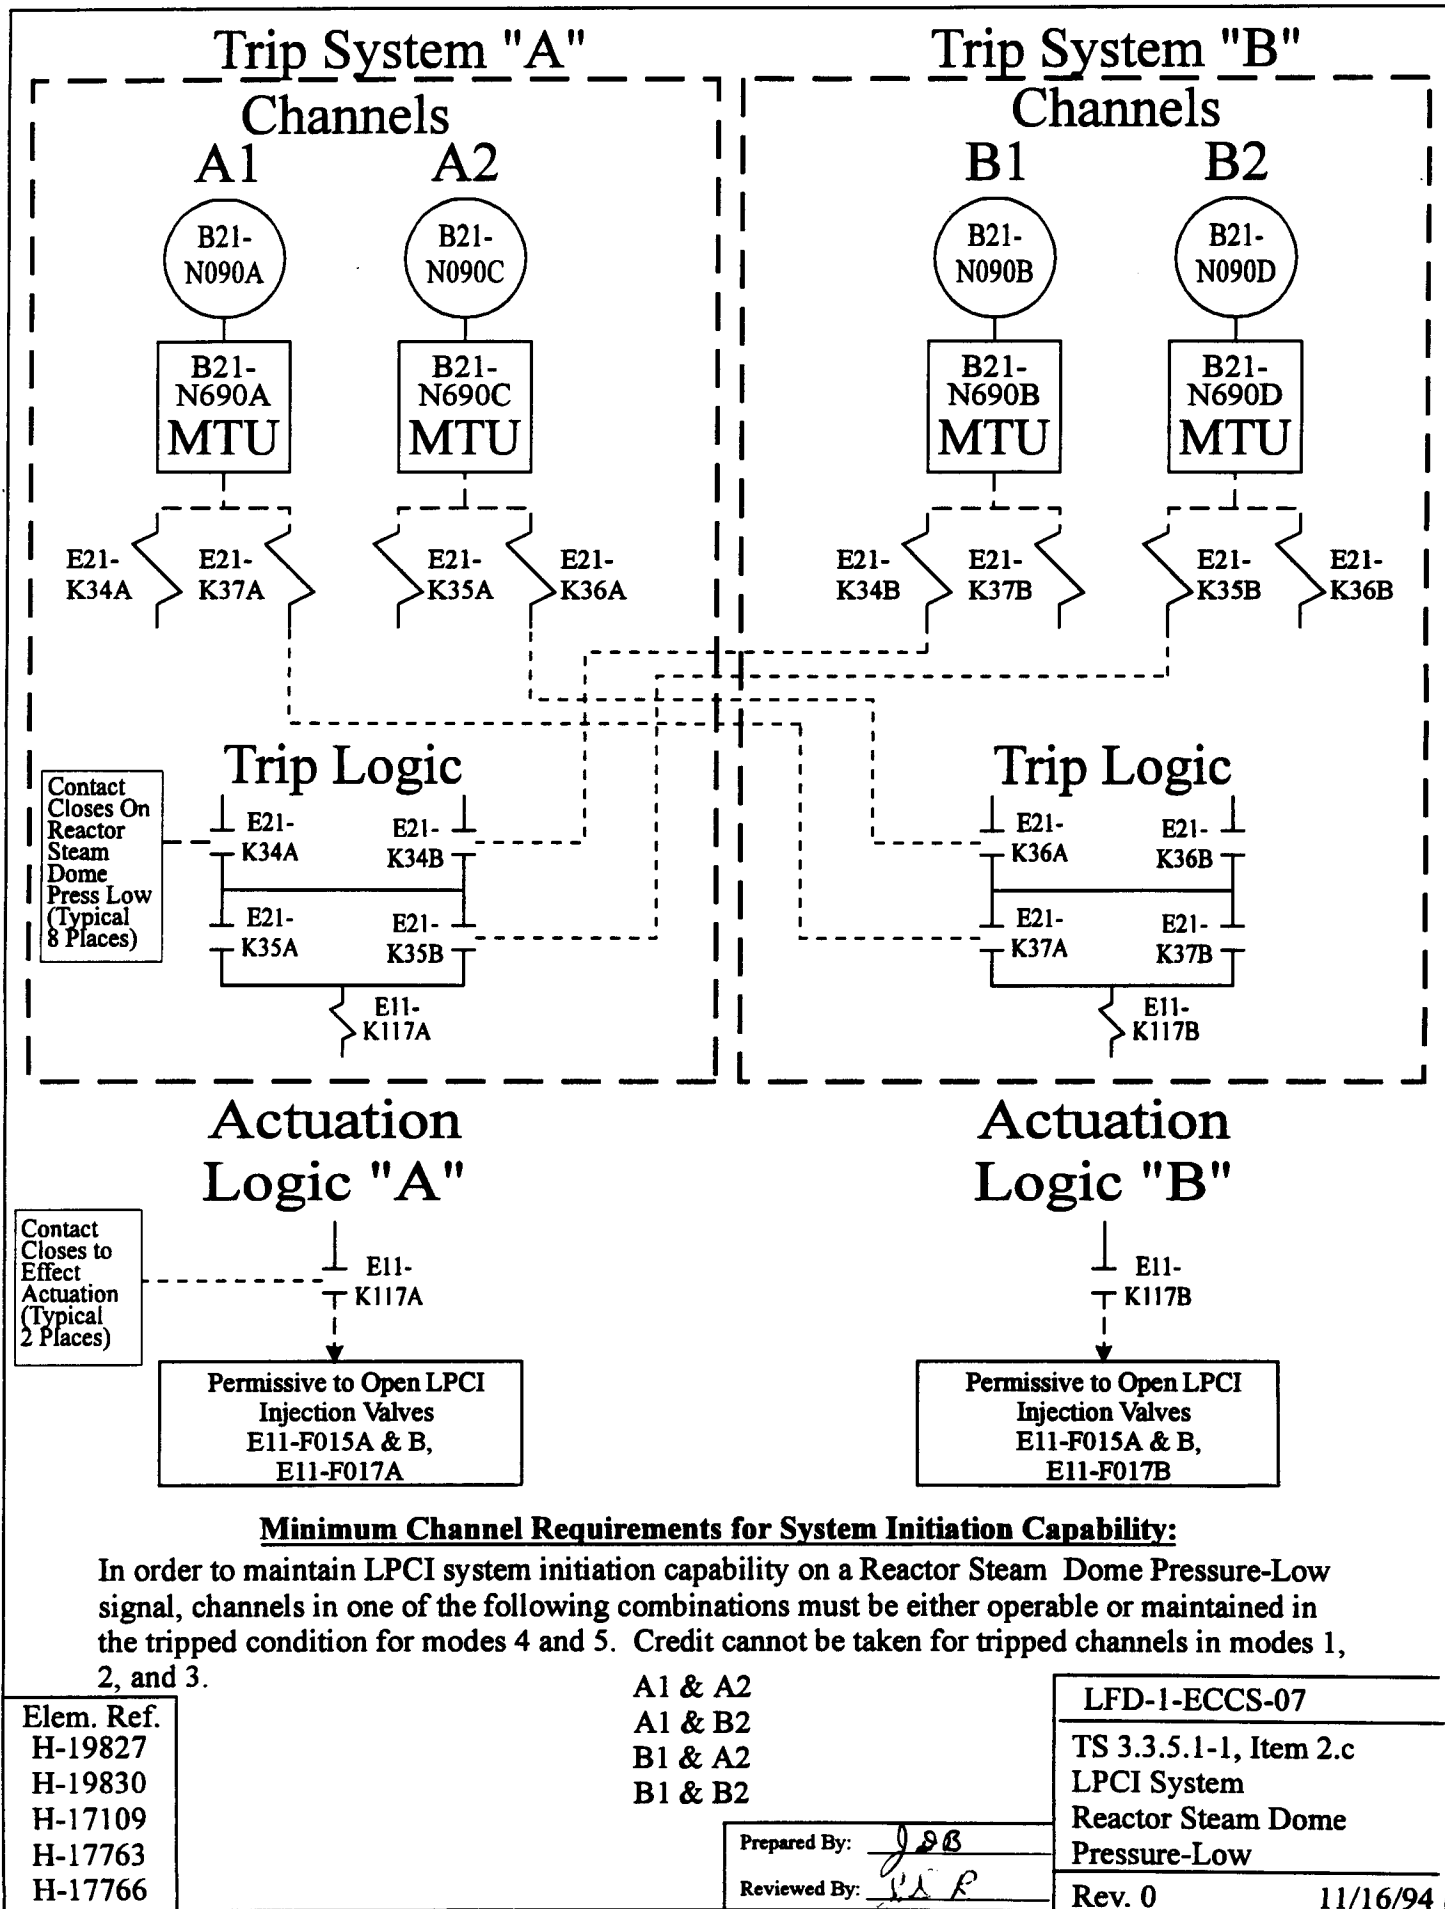 Trip System "A"
Trip System "B"
Channels
Channels
A1
A2
B1
B2
B21-
N090A
B21-
N090C
B21-
N090B
B21-
N090D
B21-
N690A
MTU
B21-
N690C
MTU
B21-
N690B
MTU
B21-
N690D
MTU
E21-
K34A
E21-
K37A
E21-
K35A
E21-
K36A
E21-
K34B
E21-
K37B
E21-
K35B
E21-
K36B
Trip Logic
Trip Logic
Contact
Closes On
Reactor
Steam
Dome
Press Low
(Typical
8 Places)
E21-
K34A
E21-
K34B
E21-
K35A
E21-
K35B
E11-
K117A
E21-
K36A
E21-
K36B
E21-
K37A
E21-
K37B
E11-
K117B
Actuation
Logic "A"
Actuation
Logic "B"
Contact
Closes to
Effect
Actuation
(Typical
2 Places)
E11-
K117A
E11-
K117B
Permissive to Open LPCI
Injection Valves
E11-F015A & B,
E11-F017A
Permissive to Open LPCI
Injection Valves
E11-F015A & B,
E11-F017B
Minimum Channel Requirements for System Initiation Capability:
In order to maintain LPCI system initiation capability on a Reactor Steam Dome Pressure-Low
signal, channels in one of the following combinations must be either operable or maintained in
the tripped condition for modes 4 and 5. Credit cannot be taken for tripped channels in modes 1,
2, and 3.
A1 & A2
A1 & B2
B1 & A2
B1 & B2
Elem. Ref.
H-19827
H-19830
H-17109
H-17763
H-17766
Prepared By:
Reviewed By:
LFD-1-ECCS-07
TS 3.3.5.1-1, Item 2.c
LPCI System
Reactor Steam Dome
Pressure-Low
Rev. 0 11/16/94